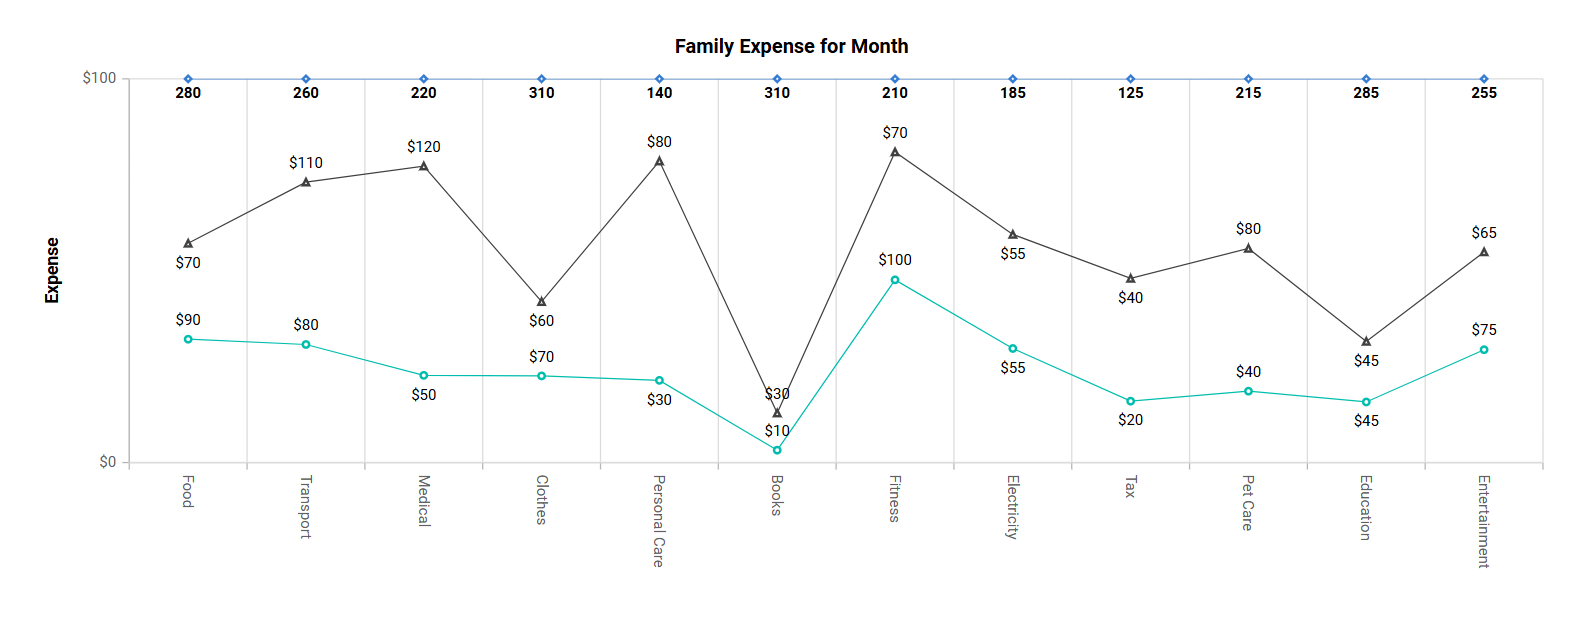 Family Expense for Month
$100
280 260 220 310 140 310 210 185 125 215 285 255
$70 $110 $120 $60 $80 $30 $70 $55 $40 $80 $45 $65
$90 $80 $50 $70 $30 $10 $100 $55 $20 $40 $45 $75
Expense
$0
Food
Transport
Medical
Clothes
Personal Care
Books
Fitness
Electricity
Tax
Pet Care
Education
Entertainment